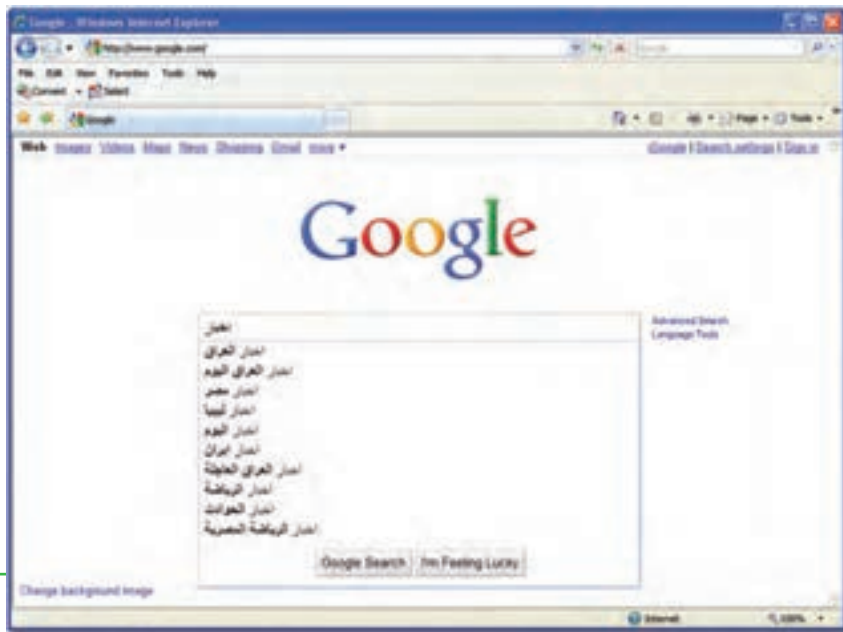 Google - Windows Internet Explorer
http://www.google.com/
Google
File Edit View Favorites Tools Help
Convert Select
Google
Page Tools
Web Images Videos Maps News Shopping Gmail more
iGoogle | Search settings | Sign in
Google
اخبار
Advanced Search
Language Tools
اخبار العراق
اخبار العراق اليوم
اخبار مصر
اخبار ليبيا
اخبار اليوم
اخبار ايران
اخبار العراق العاجلة
اخبار الرياضة
اخبار الحوادث
اخبار الرياضة المصرية
Google Search I'm Feeling Lucky
Change background image
Internet 100%